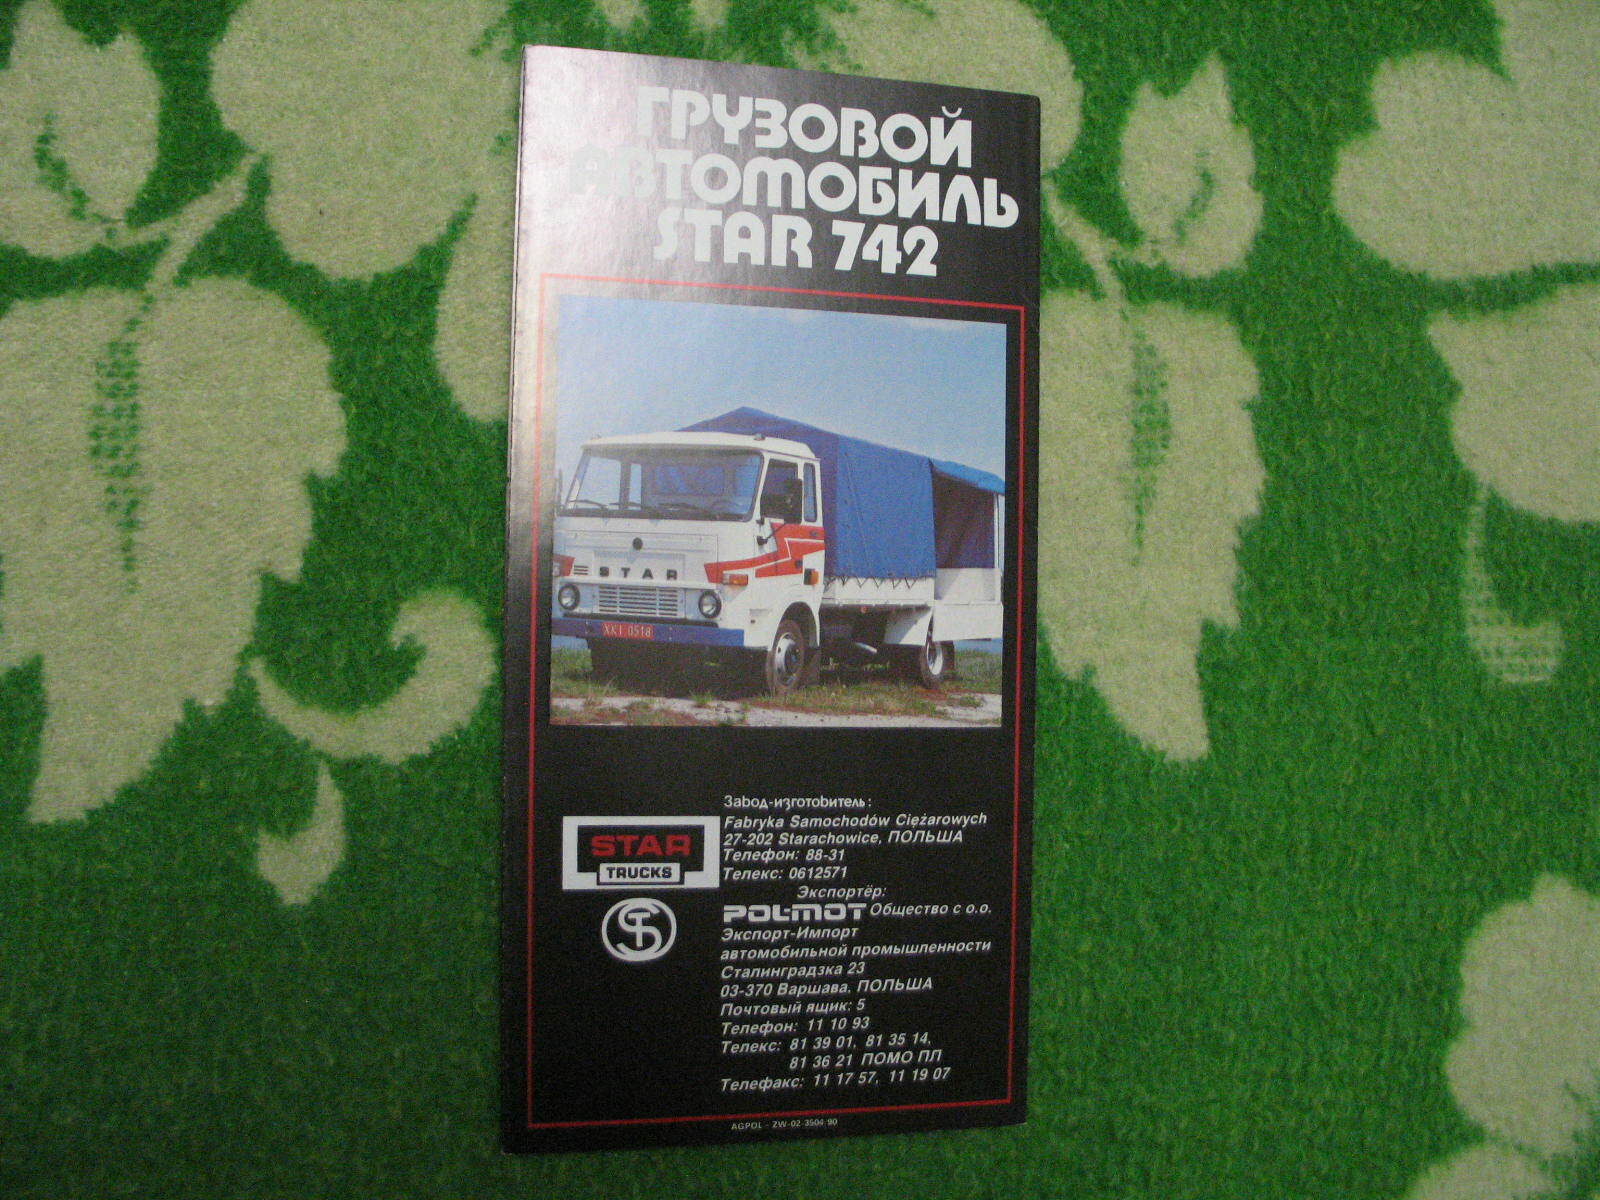 ГРУЗОВОЙ
АВТОМОБИЛЬ
STAR 742
STAR
XKI 0518
STAR
TRUCKS
Завод-изготовитель:
Fabryka Samochodów Ciężarowych
27-202 Starachowice, ПОЛЬША
Телефон: 88-31
Телекс: 0612571
Экспортёр:
POL-MOT Общество с о.о.
Экспорт-Импорт
автомобильной промышленности
Сталинградзка 23
03-370 Варшава, ПОЛЬША
Почтовый ящик: 5
Телефон: 11 10 93
Телекс: 81 39 01, 81 35 14,
81 36 21 ПОМО ПЛ
Телефакс: 11 17 57, 11 19 07
AGPOL - ZW-02-3504/90